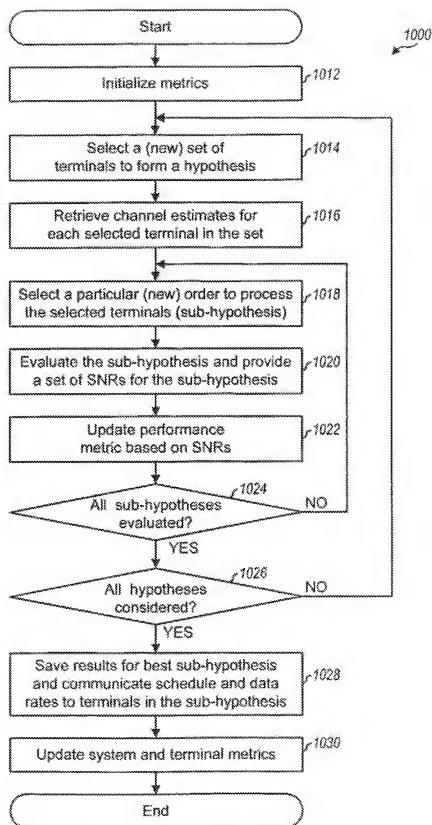 Start
1000
Initialize metrics
1012
Select a (new) set of
terminals to form a hypothesis
1014
Retrieve channel estimates for
each selected terminal in the set
1016
Select a particular (new) order to process
the selected terminals (sub-hypothesis)
1018
Evaluate the sub-hypothesis and provide
a set of SNRs for the sub-hypothesis
1020
Update performance
metric based on SNRs
1022
1024
All sub-hypotheses
evaluated?
NO
YES
1026
All hypotheses
considered?
NO
YES
Save results for best sub-hypothesis
and communicate schedule and data
rates to terminals in the sub-hypothesis
1028
Update system and terminal metrics
1030
End